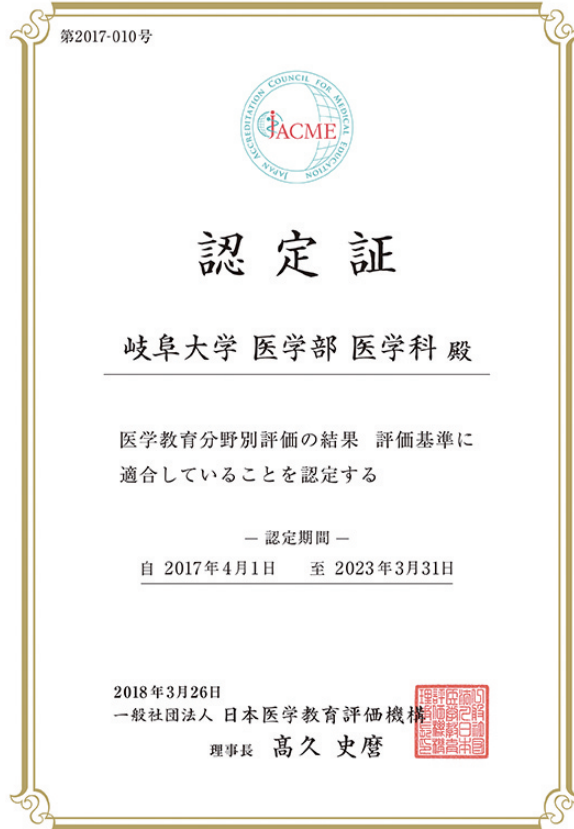 第2017-010号
JAPAN ACCREDITATION COUNCIL FOR MEDICAL EDUCATION
JACME
認定証
岐阜大学 医学部 医学科 殿
医学教育分野別評価の結果 評価基準に
適合していることを認定する
― 認定期間 ―
自 2017年4月1日 至 2023年3月31日
2018年3月26日
一般社団法人 日本医学教育評価機構
理事長 髙久 史麿